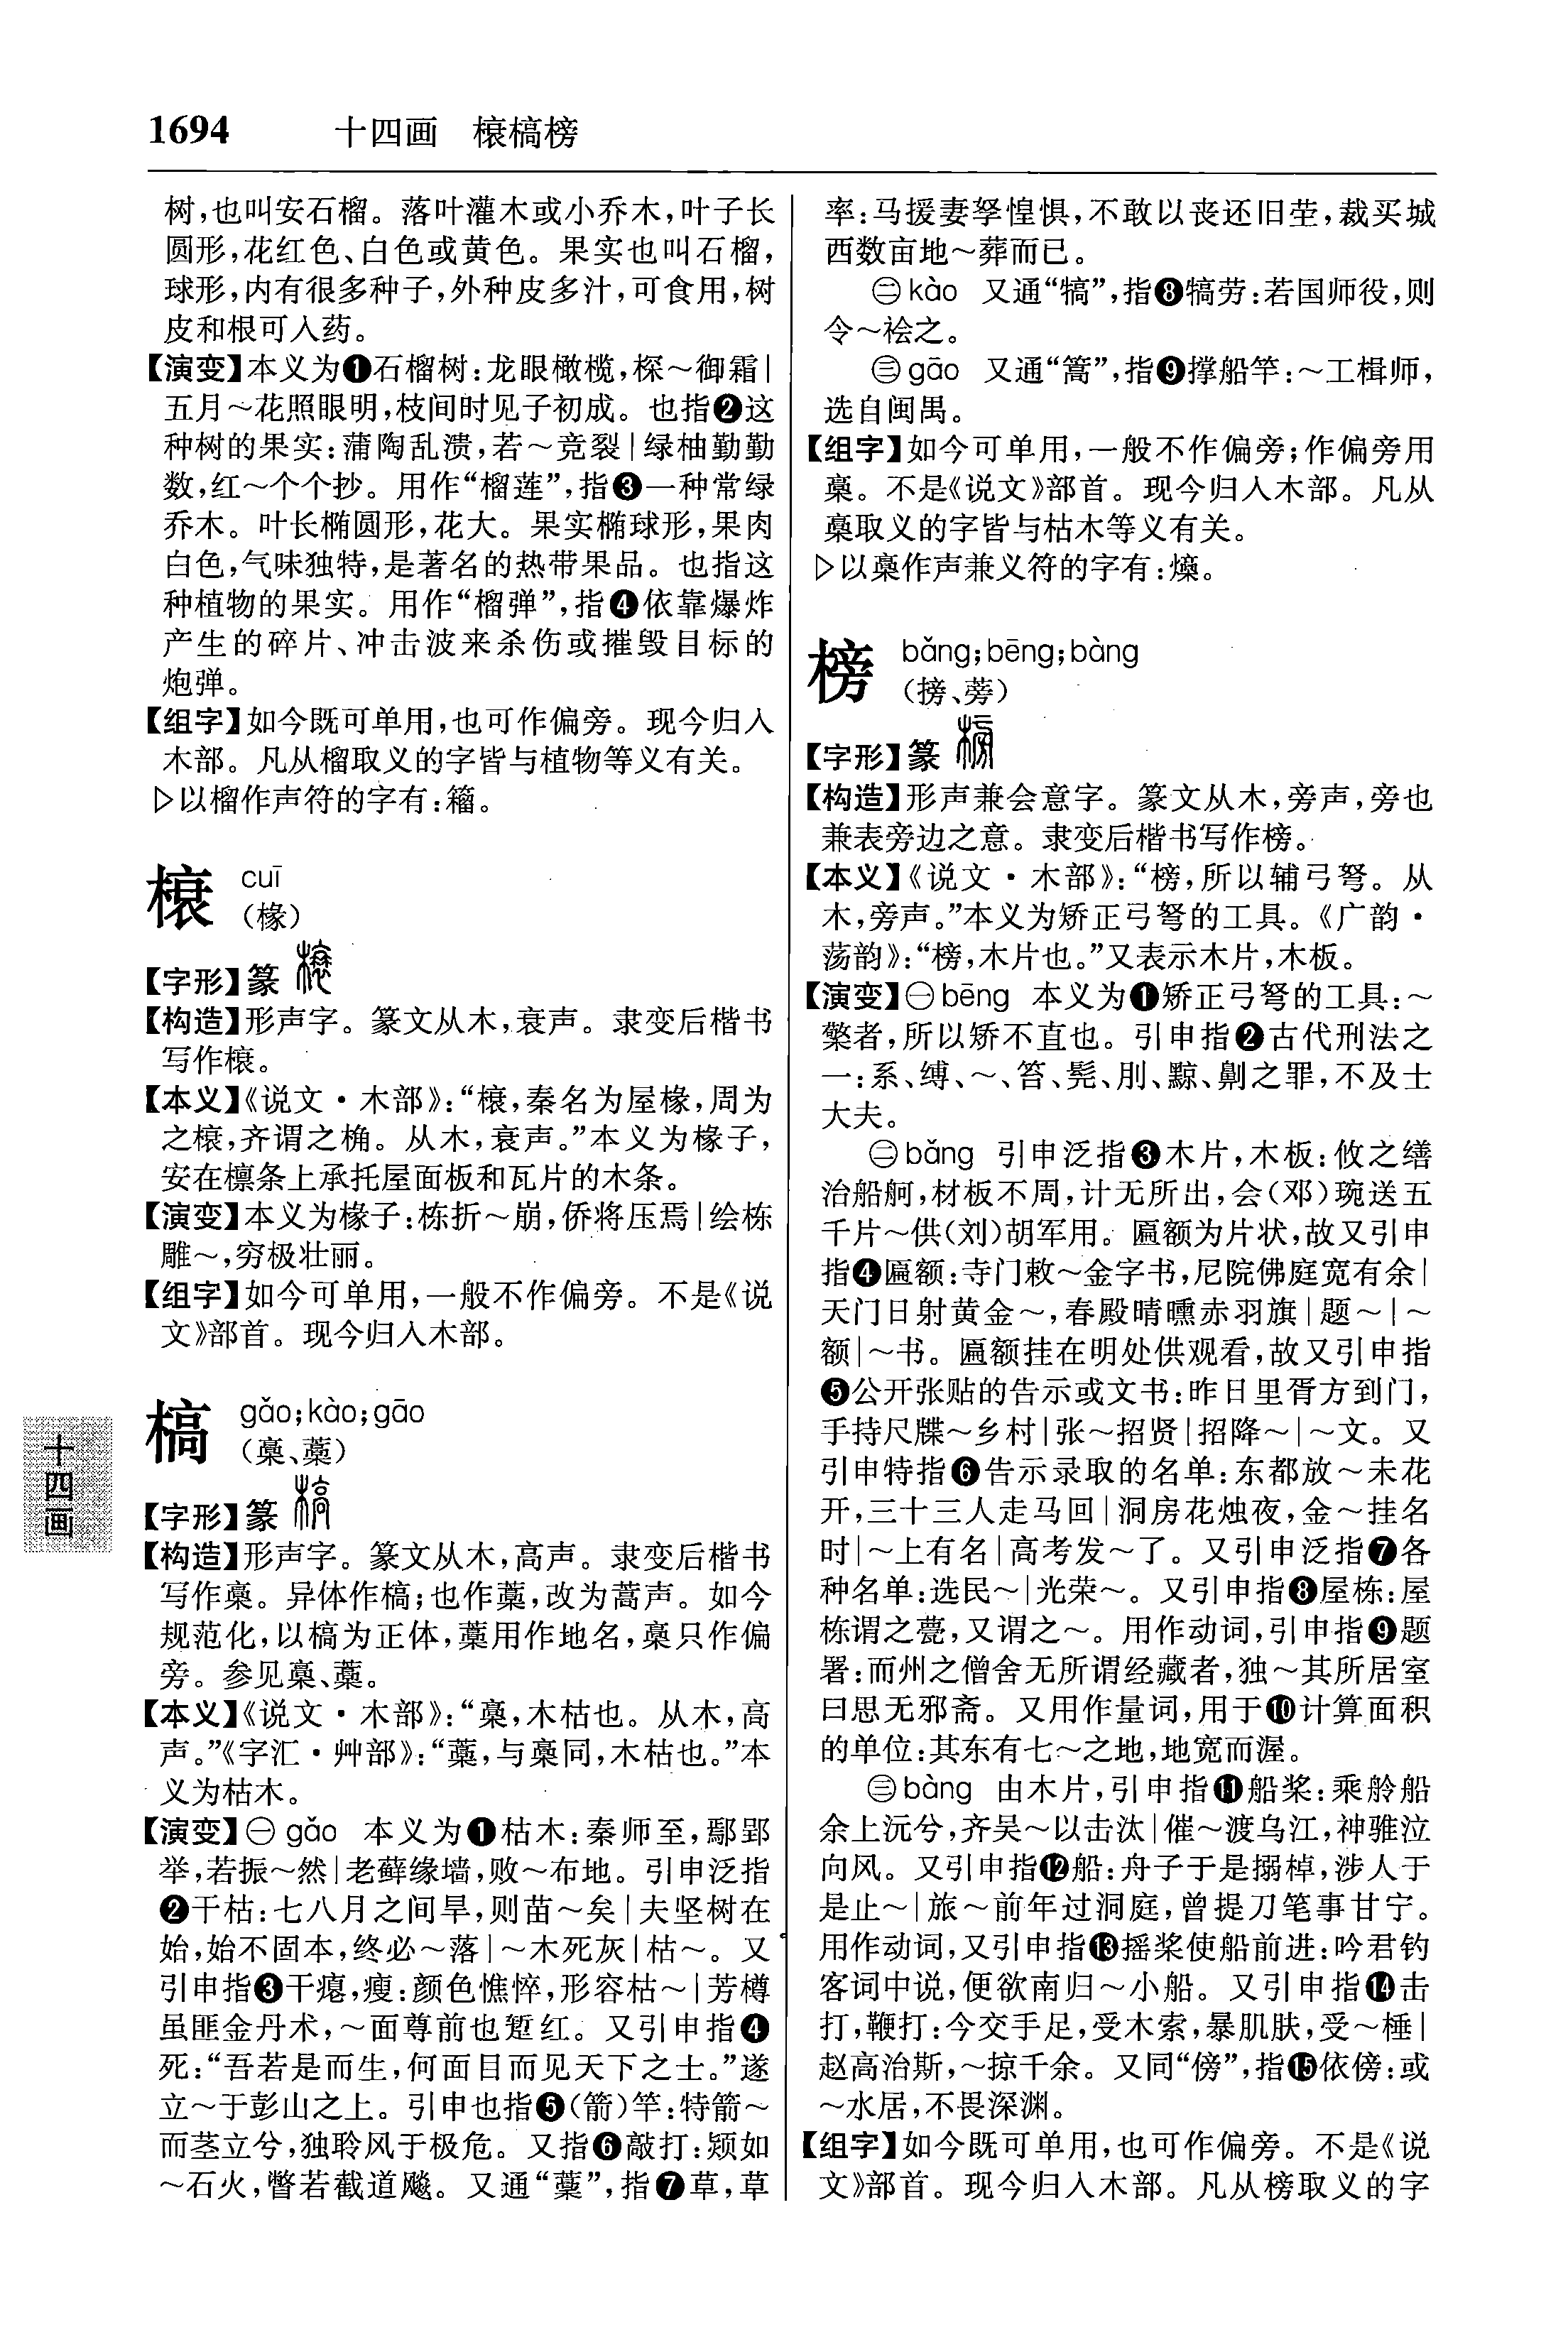 1694 十四画 榱槁榜
树,也叫安石榴。落叶灌木或小乔木,叶子长
圆形,花红色、白色或黄色。果实也叫石榴,
球形,内有很多种子,外种皮多汁,可食用,树
皮和根可入药。
【演变】本义为❶石榴树:龙眼橄榄,棎~御霜|
五月~花照眼明,枝间时见子初成。也指❷这
种树的果实:蒲陶乱溃,若~竞裂|绿柚勤勤
数,红~个个抄。用作“榴莲”,指❸一种常绿
乔木。叶长椭圆形,花大。果实椭球形,果肉
白色,气味独特,是著名的热带果品。也指这
种植物的果实。用作“榴弹”,指❹依靠爆炸
产生的碎片、冲击波来杀伤或摧毁目标的
炮弹。
【组字】如今既可单用,也可作偏旁。现今归入
木部。凡从榴取义的字皆与植物等义有关。
▷以榴作声符的字有:籀。
榱 cuī
(椽)
【字形】篆
【构造】形声字。篆文从木,衰声。隶变后楷书
写作榱。
【本义】《说文·木部》:“榱,秦名为屋椽,周为
之榱,齐谓之桷。从木,衰声。”本义为椽子,
安在檩条上承托屋面板和瓦片的木条。
【演变】本义为椽子:栋折~崩,侨将压焉|绘栋
雕~,穷极壮丽。
【组字】如今可单用,一般不作偏旁。不是《说
文》部首。现今归入木部。
槁 gǎo;kào;gāo
(槀、薧)
【字形】篆
【构造】形声字。篆文从木,高声。隶变后楷书
写作槀。异体作槁;也作薧,改为蒿声。如今
规范化,以槁为正体,薧用作地名,槀只作偏
旁。参见槀、薧。
【本义】《说文·木部》:“槀,木枯也。从木,高
声。”《字汇·艸部》:“薧,与槀同,木枯也。”本
义为枯木。
【演变】㊀gǎo 本义为❶枯木:秦师至,鄢郢
举,若振~然|老藓缘墙,败~布地。引申泛指
❷干枯:七八月之间旱,则苗~矣|夫坚树在
始,始不固本,终必~落|~木死灰|枯~。又
引申指❸干瘪,瘦:颜色憔悴,形容枯~|芳樽
虽匪金丹术,~面尊前也蹔红。又引申指❹
死:“吾若是而生,何面目而见天下之士。”遂
立~于彭山之上。引申也指❺(箭)竿:特箭~
而茎立兮,独聆风于极危。又指❻敲打:颎如
~石火,瞥若截道飚。又通“藁”,指❼草,草
率:马援妻孥惶惧,不敢以丧还旧茔,裁买城
西数亩地~葬而已。
㊁kào 又通“犒”,指❽犒劳:若国师役,则
令~禬之。
㊂gāo 又通“篙”,指❾撑船竿:~工楫师,
选自闽禺。
【组字】如今可单用,一般不作偏旁;作偏旁用
槀。不是《说文》部首。现今归入木部。凡从
槀取义的字皆与枯木等义有关。
▷以槀作声兼义符的字有:燺。
榜 bǎng;bēng;bàng
(搒、蒡)
【字形】篆
【构造】形声兼会意字。篆文从木,旁声,旁也
兼表旁边之意。隶变后楷书写作榜。
【本义】《说文·木部》:“榜,所以辅弓弩。从
木,旁声。”本义为矫正弓弩的工具。《广韵·
荡韵》:“榜,木片也。”又表示木片,木板。
【演变】㊀bēng 本义为❶矫正弓弩的工具:~
檠者,所以矫不直也。引申指❷古代刑法之
一:系、缚、~、笞、髡、刖、黥、劓之罪,不及士
大夫。
㊁bǎng 引申泛指❸木片,木板:攸之缮
治船舸,材板不周,计无所出,会(邓)琬送五
千片~供(刘)胡军用。匾额为片状,故又引申
指❹匾额:寺门敕~金字书,尼院佛庭宽有余|
天门日射黄金~,春殿晴曛赤羽旗|题~|~
额|~书。匾额挂在明处供观看,故又引申指
❺公开张贴的告示或文书:昨日里胥方到门,
手持尺牒~乡村|张~招贤|招降~|~文。又
引申特指❻告示录取的名单:东都放~未花
开,三十三人走马回|洞房花烛夜,金~挂名
时|~上有名|高考发~了。又引申泛指❼各
种名单:选民~|光荣~。又引申指❽屋栋:屋
栋谓之甍,又谓之~。用作动词,引申指❾题
署:而州之僧舍无所谓经藏者,独~其所居室
曰思无邪斋。又用作量词,用于❿计算面积
的单位:其东有七~之地,地宽而渥。
㊂bàng 由木片,引申指⓫船桨:乘舲船
余上沅兮,齐吴~以击汰|催~渡乌江,神骓泣
向风。又引申指⓬船:舟子于是搦棹,涉人于
是止~|旅~前年过洞庭,曾提刀笔事甘宁。
用作动词,又引申指⓭摇桨使船前进:吟君钓
客词中说,便欲南归~小船。又引申指⓮击
打,鞭打:今交手足,受木索,暴肌肤,受~棰|
赵高治斯,~掠千余。又同“傍”,指⓯依傍:或
~水居,不畏深渊。
【组字】如今既可单用,也可作偏旁。不是《说
文》部首。现今归入木部。凡从榜取义的字
十四画